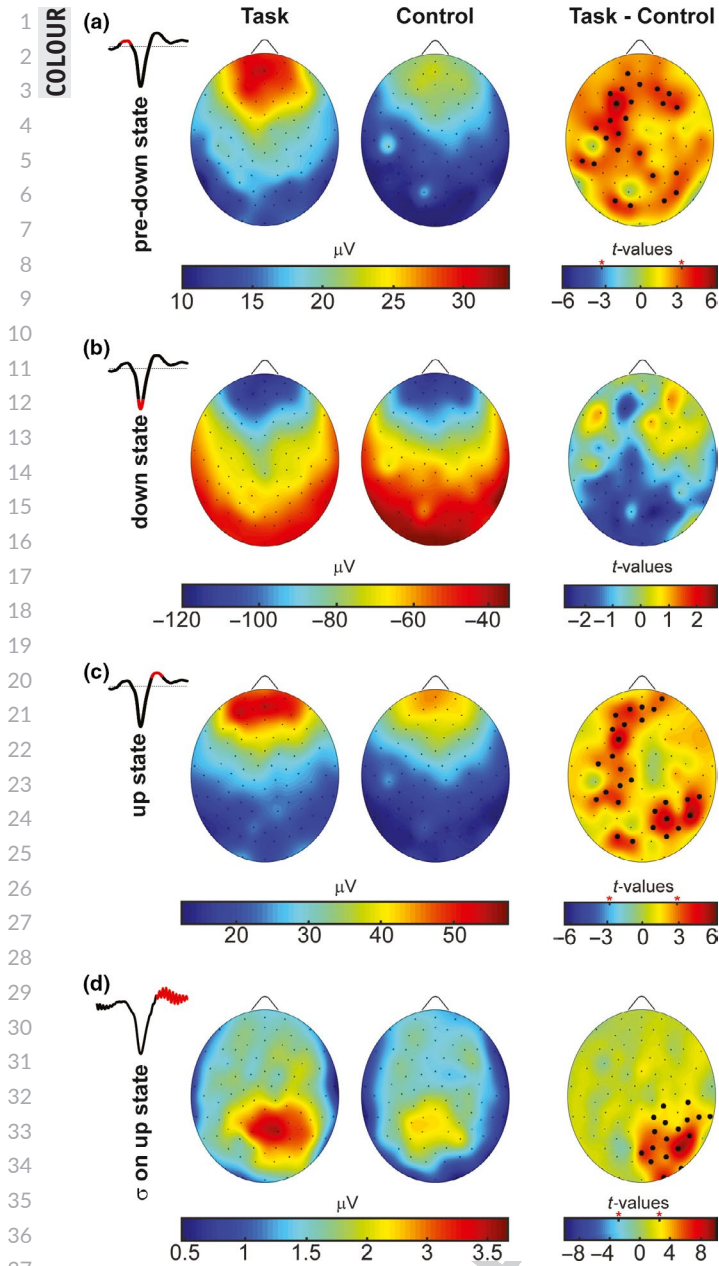 1
2
3
4
5
6
7
8
9
10
11
12
13
14
15
16
17
18
19
20
21
22
23
24
25
26
27
28
29
30
31
32
33
34
35
36
37
COLOUR
Task Control Task - Control
(a)
pre-down state
μV
10 15 20 25 30
t-values
* *
−6 −3 0 3 6
(b)
down state
μV
−120 −100 −80 −60 −40
t-values
−2 −1 0 1 2
(c)
up state
μV
20 30 40 50
t-values
* *
−6 −3 0 3 6
(d)
σ on up state
μV
0.5 1 1.5 2 3 3.5
t-values
* *
−8 −4 0 4 8